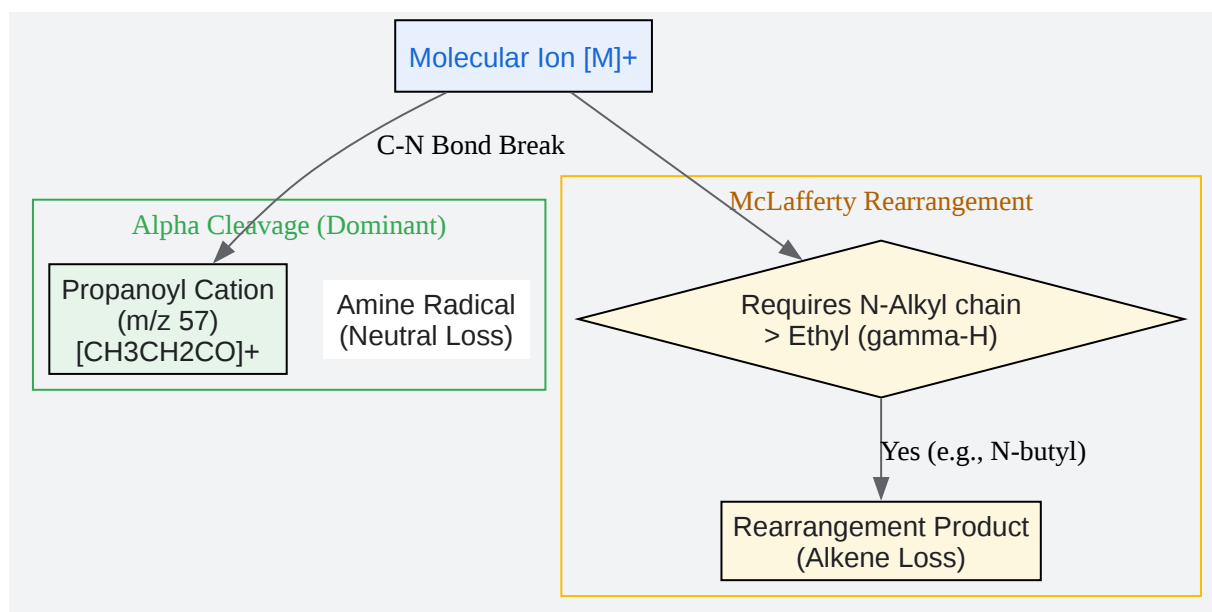 Molecular Ion [M]+
C-N Bond Break
Alpha Cleavage (Dominant)
Propanoyl Cation
(m/z 57)
[CH3CH2CO]+
Amine Radical
(Neutral Loss)
McLafferty Rearrangement
Requires N-Alkyl chain
> Ethyl (gamma-H)
Yes (e.g., N-butyl)
Rearrangement Product
(Alkene Loss)